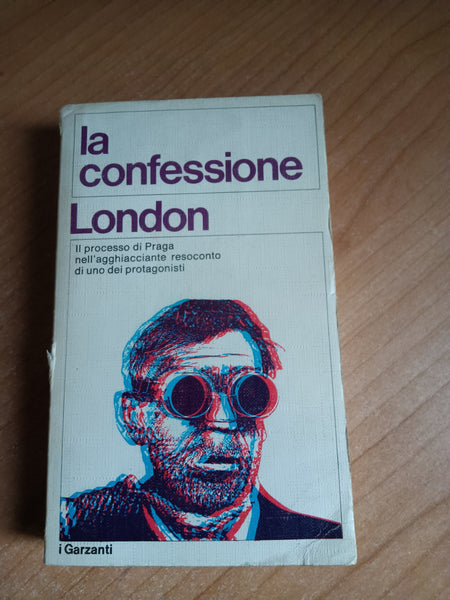 la
confessione
London
Il processo di Praga
nell'agghiacciante resoconto
di uno dei protagonisti
i Garzanti